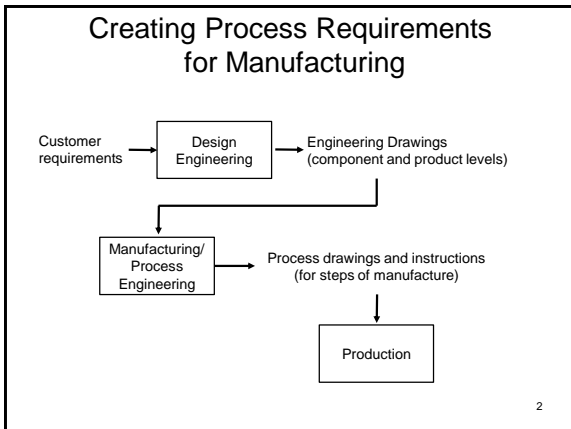 Creating Process Requirements
for Manufacturing
Customer
requirements
Design
Engineering
Engineering Drawings
(component and product levels)
Manufacturing/
Process
Engineering
Process drawings and instructions
(for steps of manufacture)
Production
2